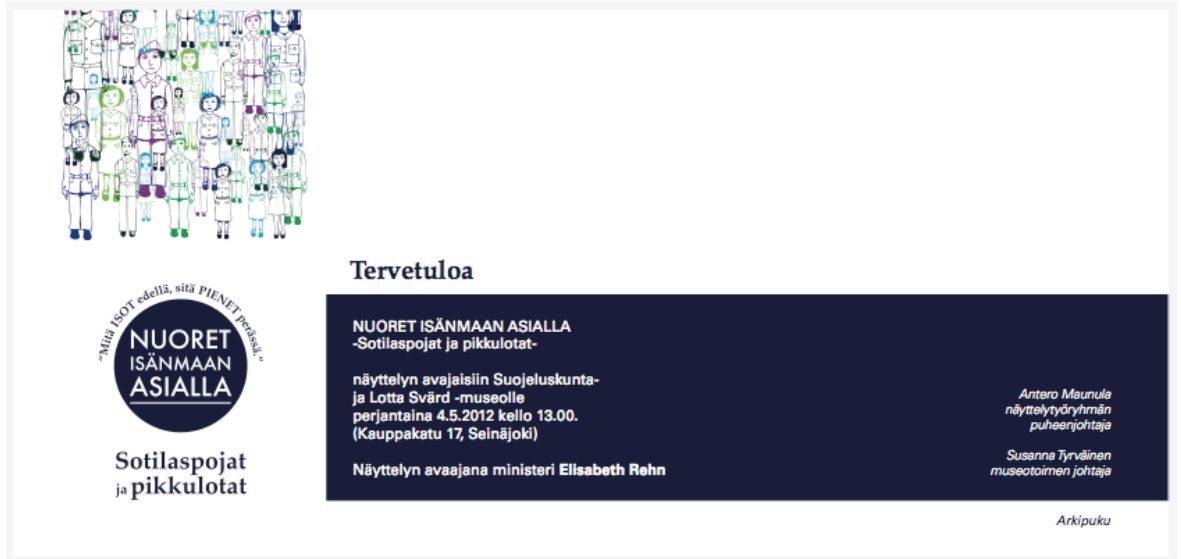 Tervetuloa
"Mitä ISOT edellä, sitä PIENET perässä."
NUORET
ISÄNMAAN
ASIALLA
Sotilaspojat
ja pikkulotat
NUORET ISÄNMAAN ASIALLA
-Sotilaspojat ja pikkulotat-
näyttelyn avajaisiin Suojeluskunta-
ja Lotta Svärd -museolle
perjantaina 4.5.2012 kello 13.00.
(Kauppakatu 17, Seinäjoki)
Näyttelyn avaajana ministeri Elisabeth Rehn
Antero Maunula
näyttelytyöryhmän
puheenjohtaja
Susanna Tyrväinen
museotoimen johtaja
Arkipuku